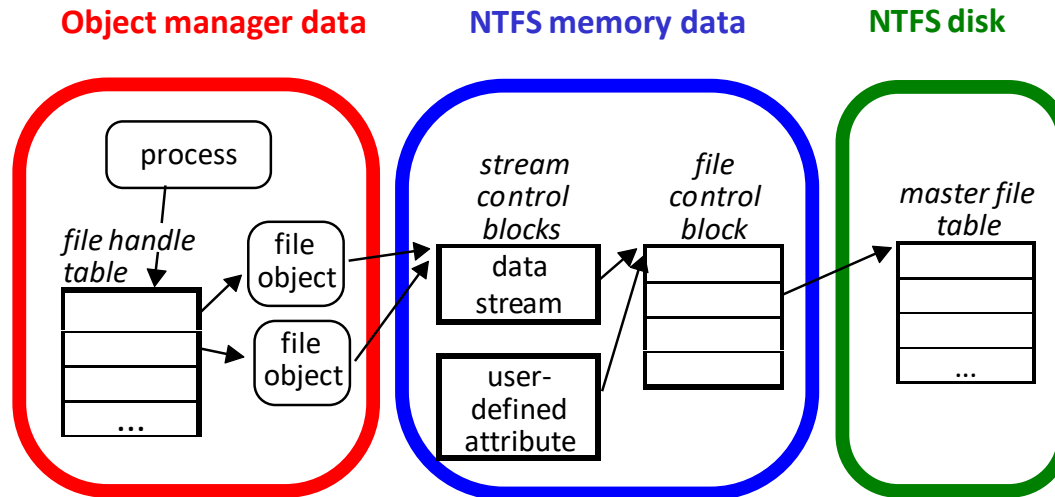 Object manager data
NTFS memory data
NTFS disk
process
file handle
table
file
object
file
object
...
stream
control
blocks
data
stream
user-
defined
attribute
file
control
block
master file
table
...